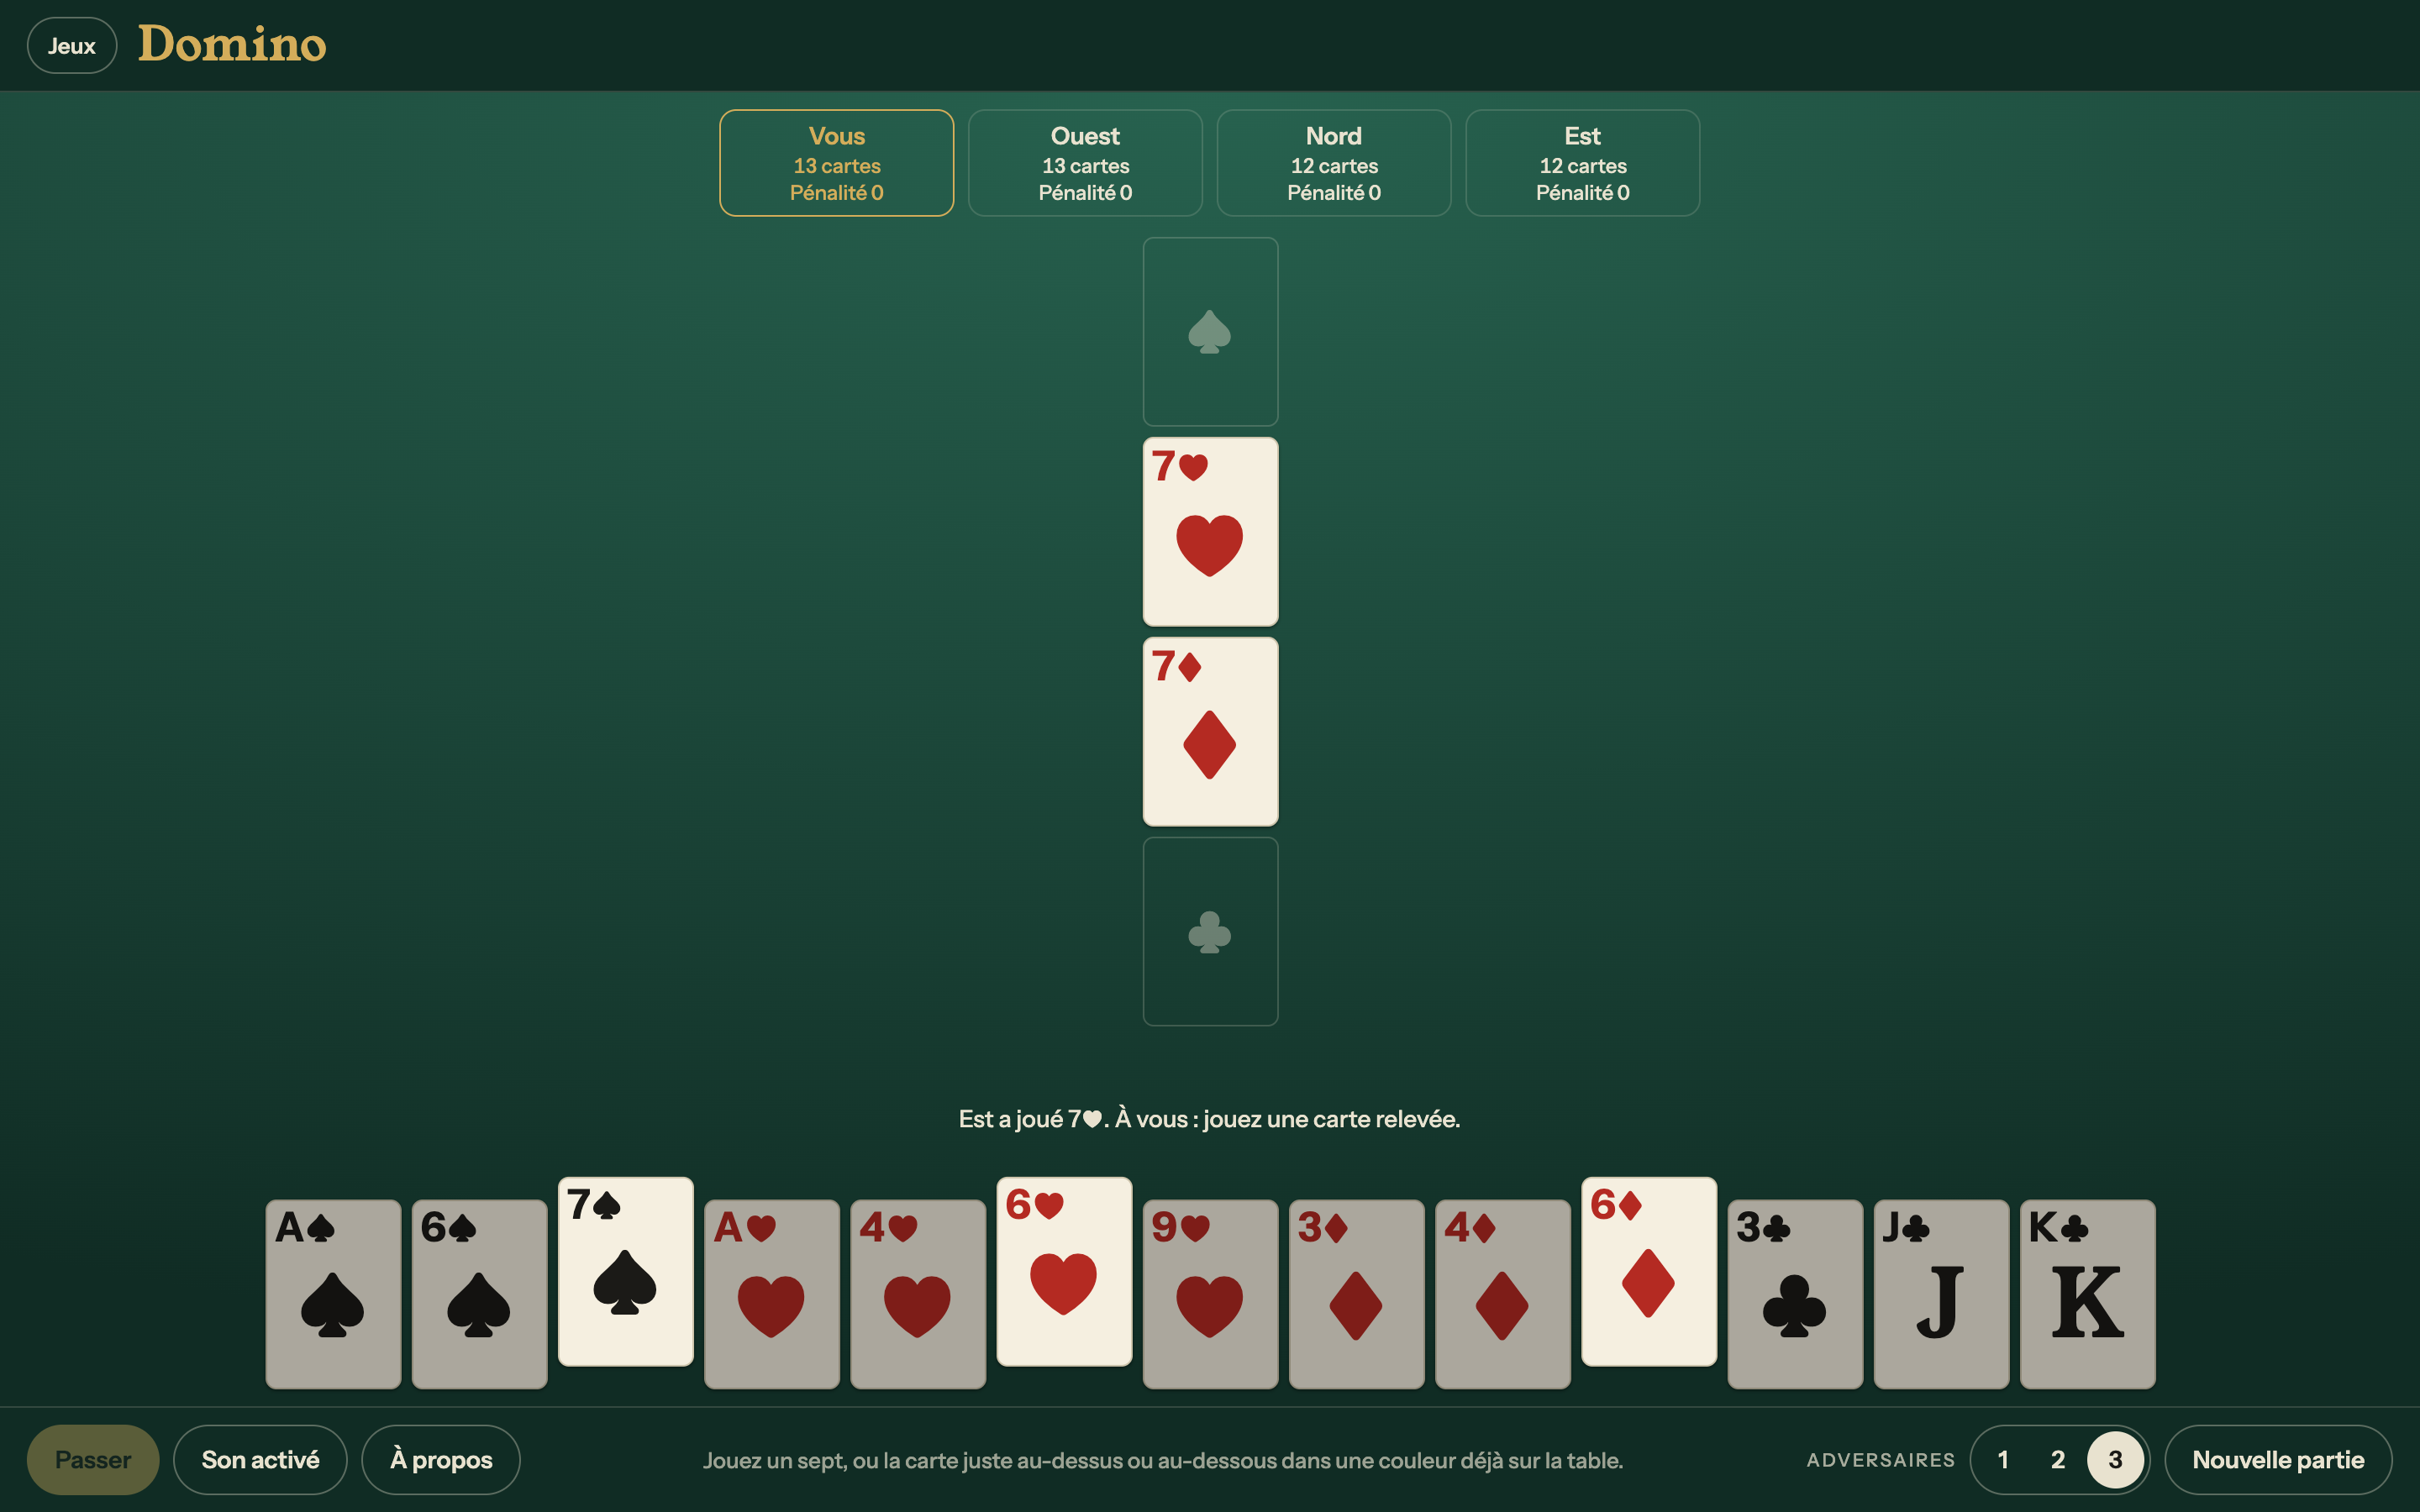 Jeux
Domino
Vous
13 cartes
Pénalité 0
Ouest
13 cartes
Pénalité 0
Nord
12 cartes
Pénalité 0
Est
12 cartes
Pénalité 0
7♥
7♦
Est a joué 7♥. À vous : jouez une carte relevée.
A♠ 6♠ 7♠ A♥ 4♥ 6♥ 9♥ 3♦ 4♦ 6♦ 3♣ J♣ K♣
J K
Passer
Son activé
À propos
Jouez un sept, ou la carte juste au-dessus ou au-dessous dans une couleur déjà sur la table.
ADVERSAIRES 1 2 3
Nouvelle partie